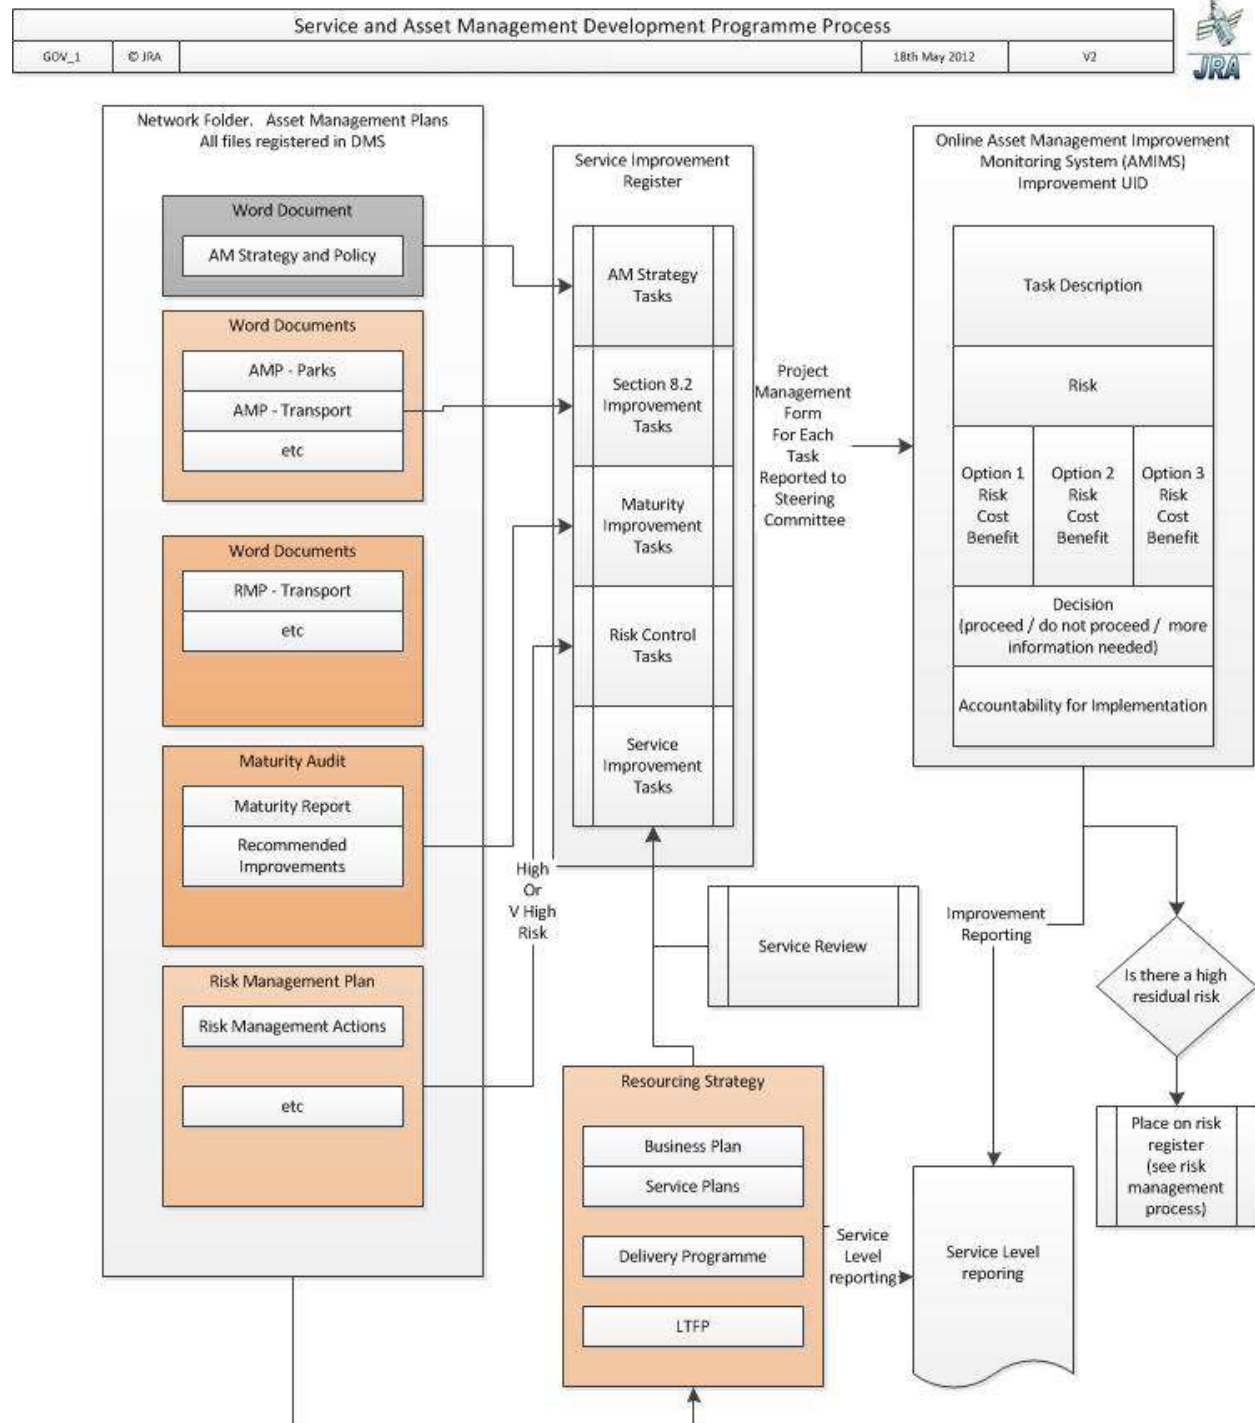 Service and Asset Management Development Programme Process
GOV_1
© JRA
18th May 2012
V2
JRA
Network Folder. Asset Management Plans
All files registered in DMS
Word Document
AM Strategy and Policy
Word Documents
AMP - Parks
AMP - Transport
etc
Word Documents
RMP - Transport
etc
Maturity Audit
Maturity Report
Recommended
Improvements
Risk Management Plan
Risk Management Actions
etc
High
Or
V High
Risk
Service Improvement
Register
AM Strategy
Tasks
Section 8.2
Improvement
Tasks
Maturity
Improvement
Tasks
Risk Control
Tasks
Service
Improvement
Tasks
Project
Management
Form
For Each
Task
Reported to
Steering
Committee
Online Asset Management Improvement
Monitoring System (AMIMS)
Improvement UID
Task Description
Risk
Option 1
Risk
Cost
Benefit
Option 2
Risk
Cost
Benefit
Option 3
Risk
Cost
Benefit
Decision
(proceed / do not proceed / more
information needed)
Accountability for Implementation
Service Review
Improvement
Reporting
Is there a high
residual risk
Place on risk
register
(see risk
management
process)
Resourcing Strategy
Business Plan
Service Plans
Delivery Programme
LTFP
Service
Level
reporting
Service Level
reporing